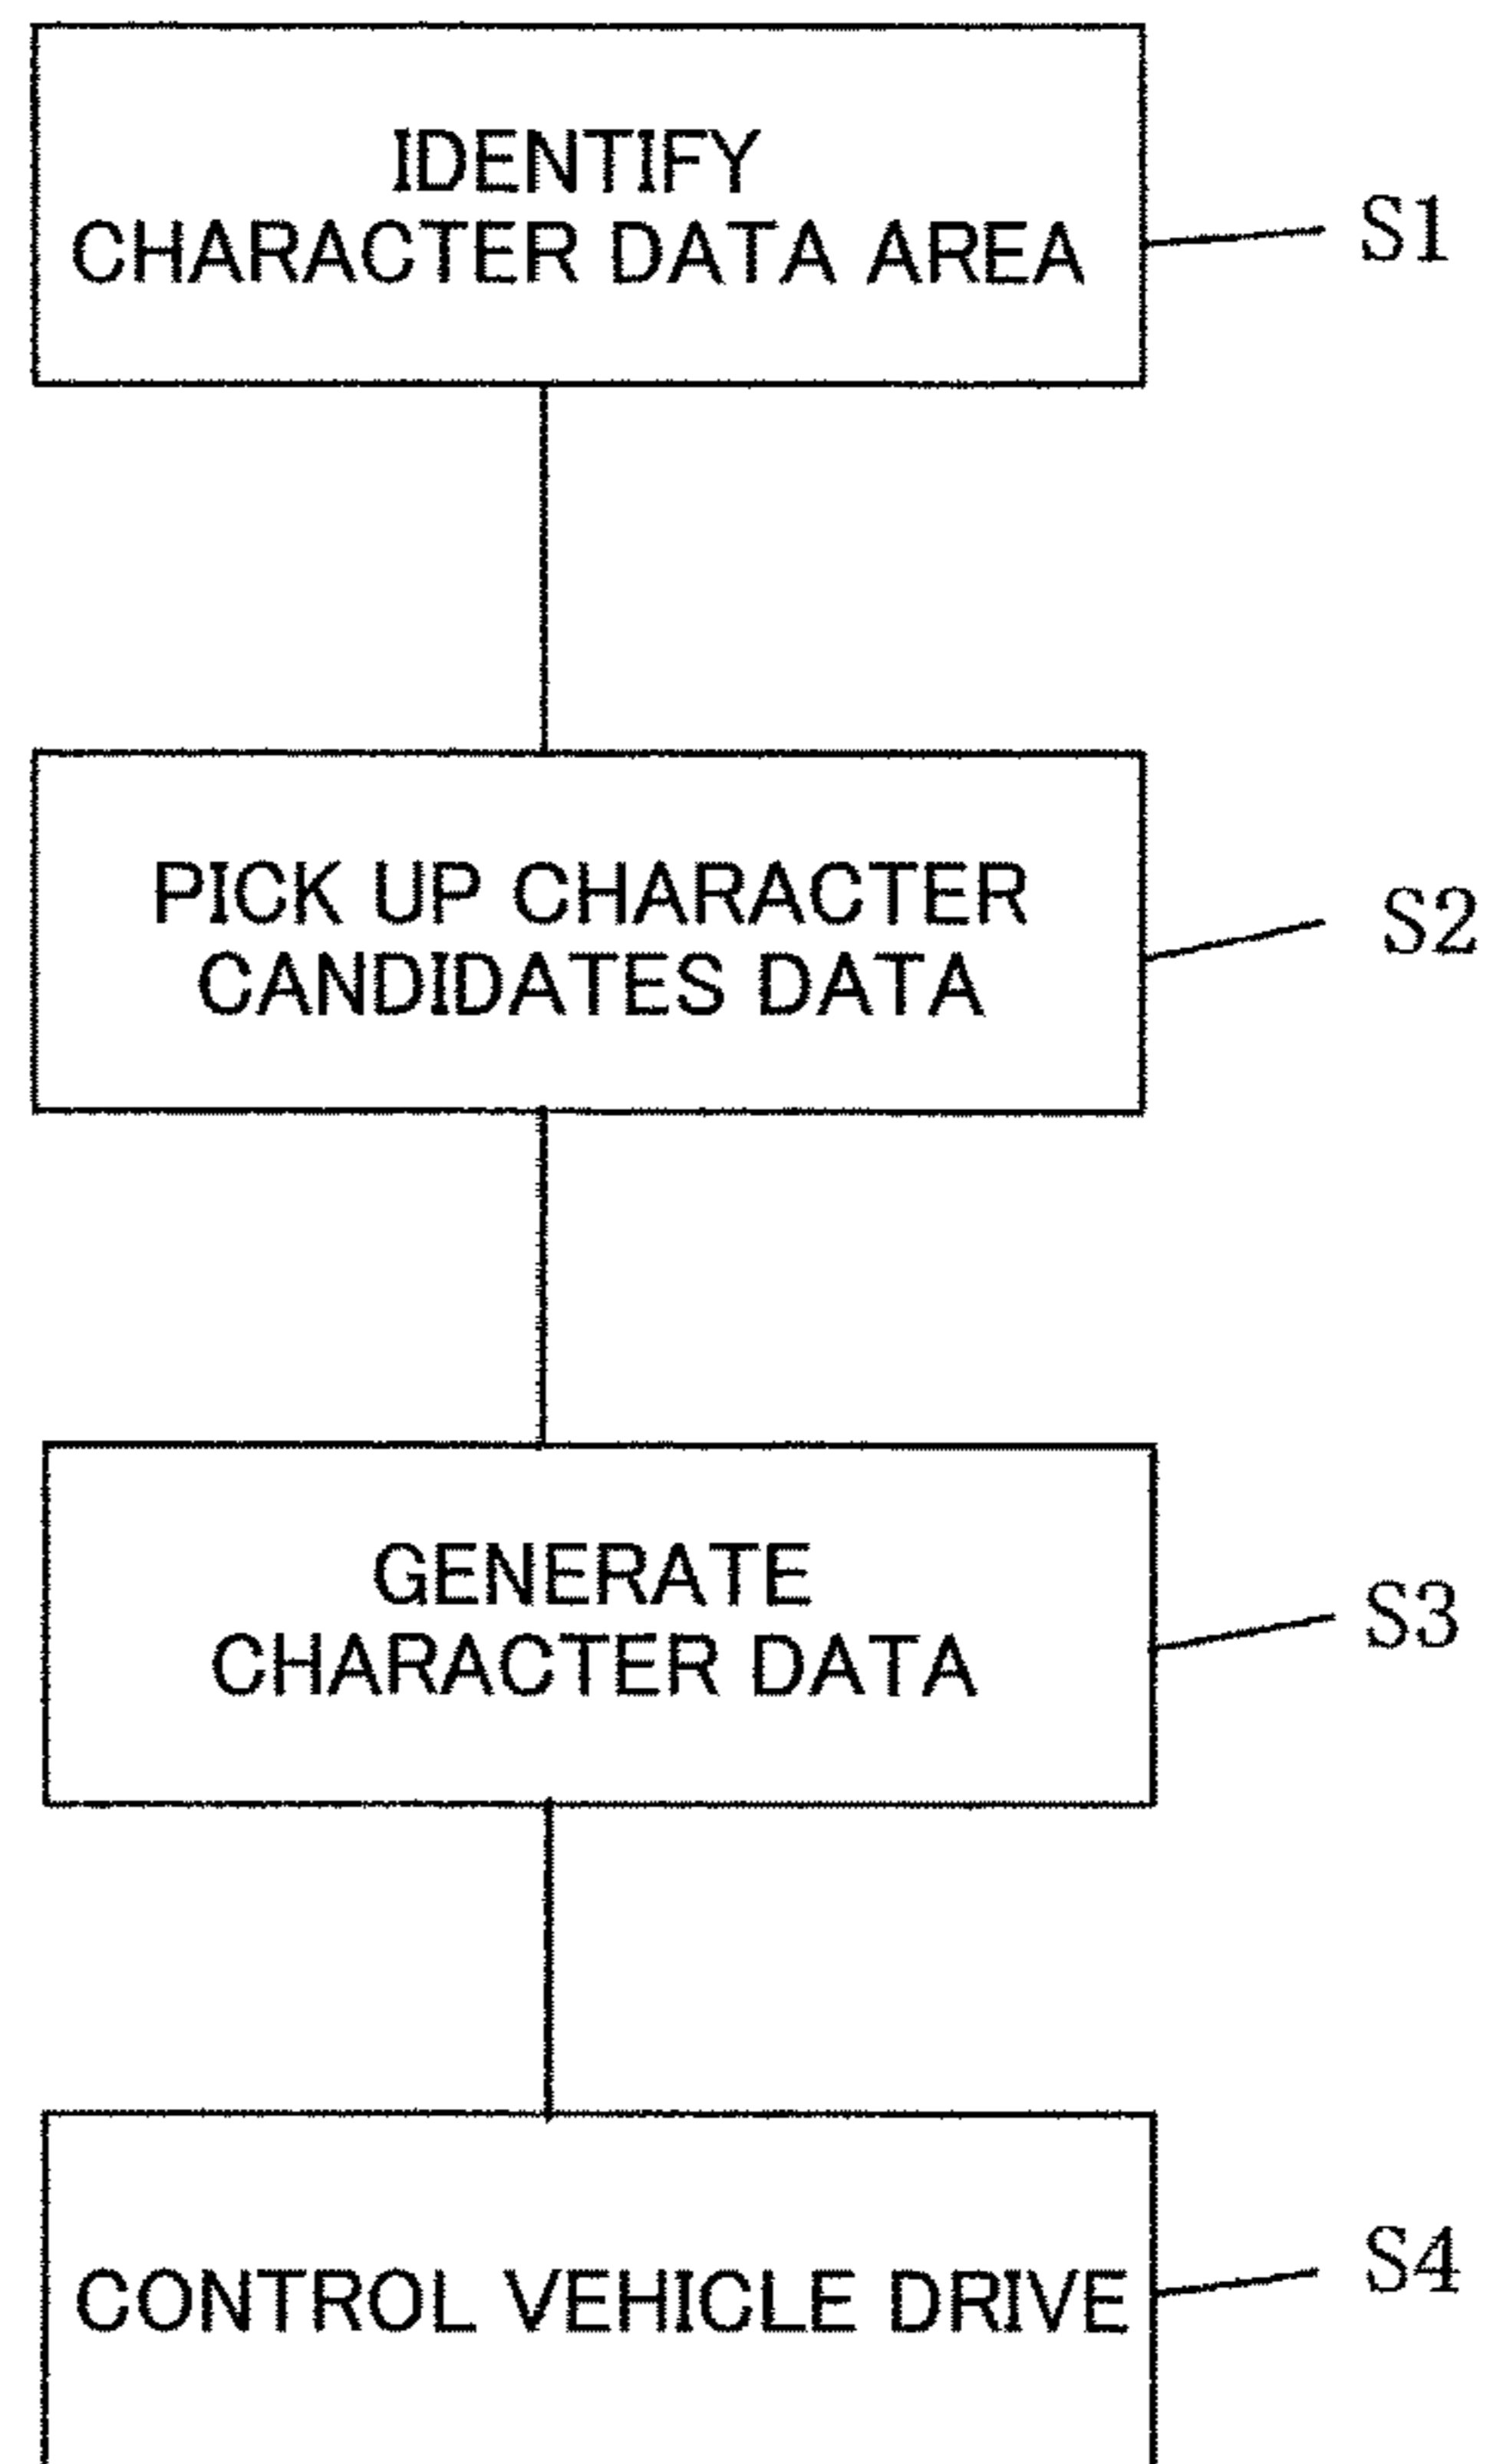 IDENTIFY
CHARACTER DATA AREA
S1
PICK UP CHARACTER
CANDIDATES DATA
S2
GENERATE
CHARACTER DATA
S3
CONTROL VEHICLE DRIVE
S4